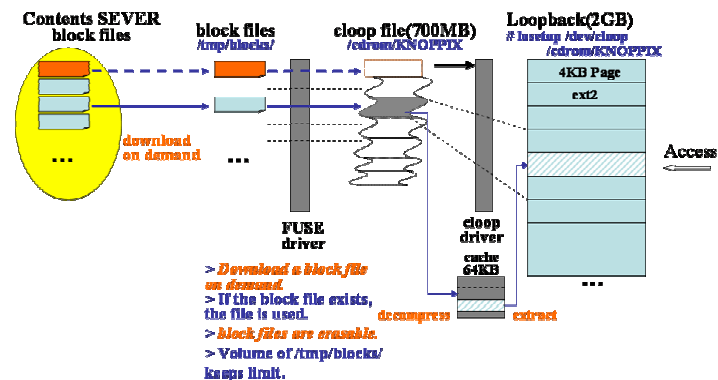 Contents SEVER
block files
block files
/tmp/blocks/
cloop file(700MB)
/cdrom/KNOPPIX
Loopback(2GB)
# losetup /dev/cloop
/cdrom/KNOPPIX
4KB Page
ext2
download
on demand
...
...
...
Access
FUSE
driver
cloop
driver
cache
64KB
decompress
extract
> Download a block file
on demand.
> If the block file exists,
the file is used.
> block files are erasable.
> Volume of /tmp/blocks/
keeps limit.